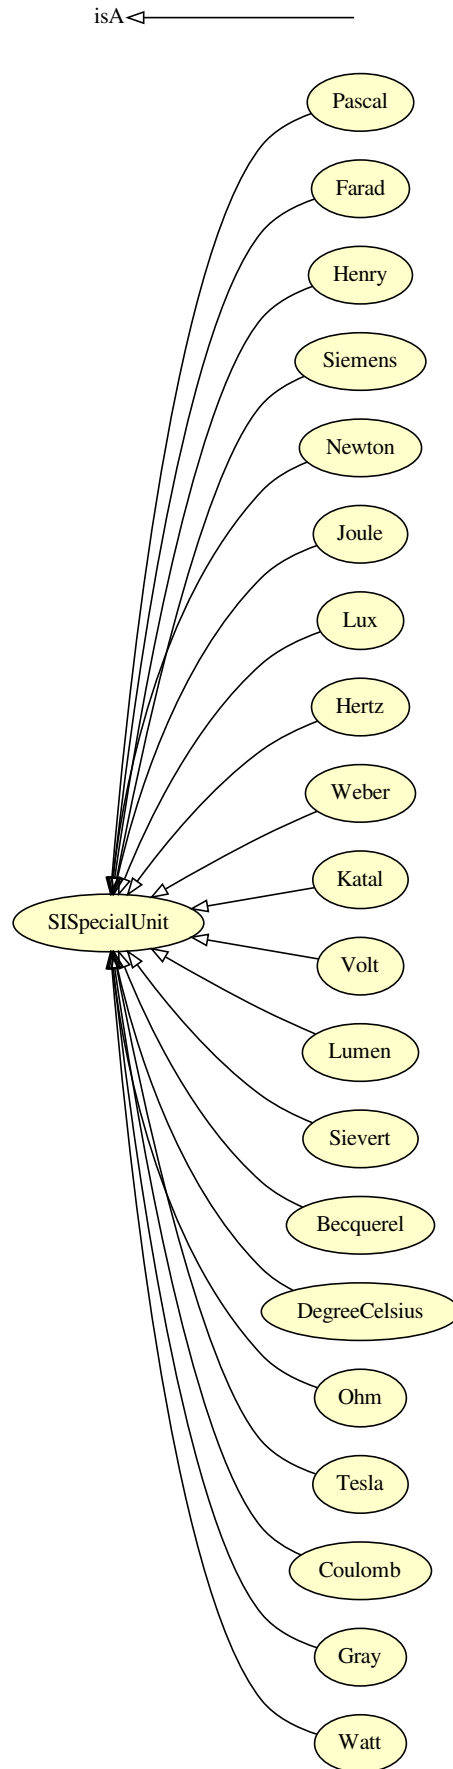 isA
Pascal
Farad
Henry
Siemens
Newton
Joule
Lux
Hertz
Weber
Katal
SISpecialUnit
Volt
Lumen
Sievert
Becquerel
DegreeCelsius
Ohm
Tesla
Coulomb
Gray
Watt